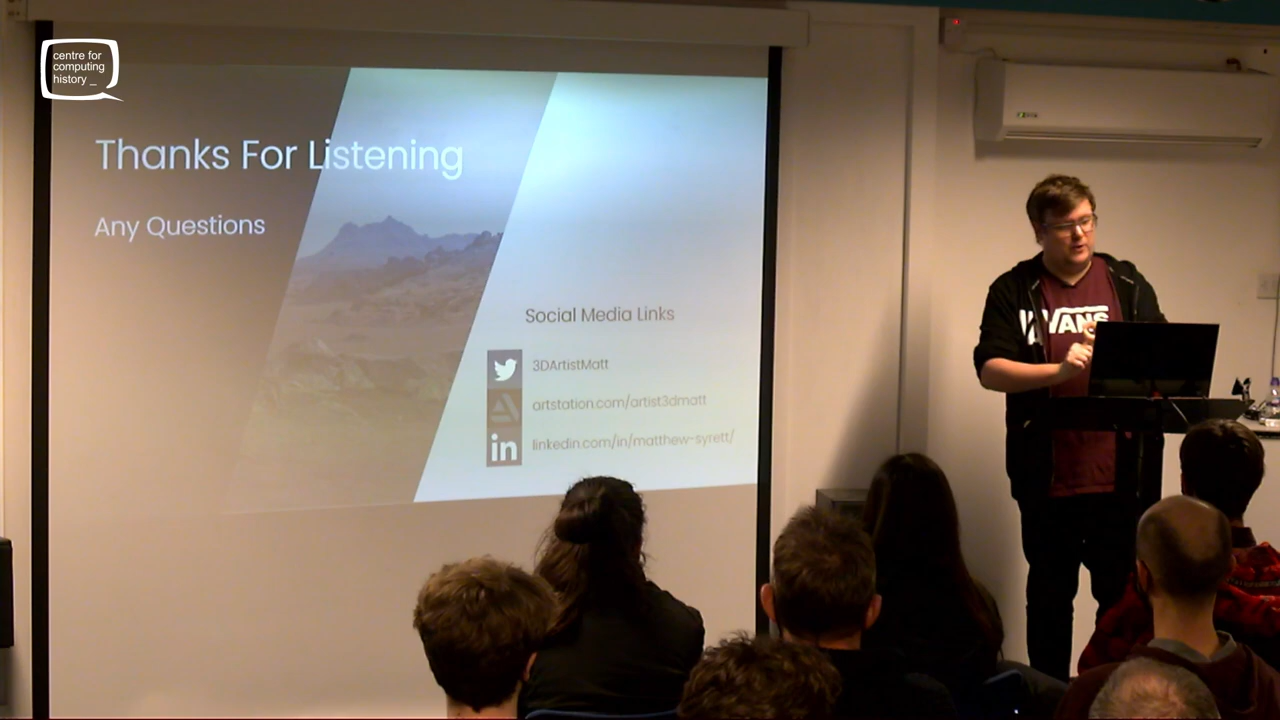 centre for
computing
history _
Thanks For Listening
Any Questions
Social Media Links
3DArtistMatt
artstation.com/artist3dmatt
in
linkedin.com/in/matthew-syrett/
VANS